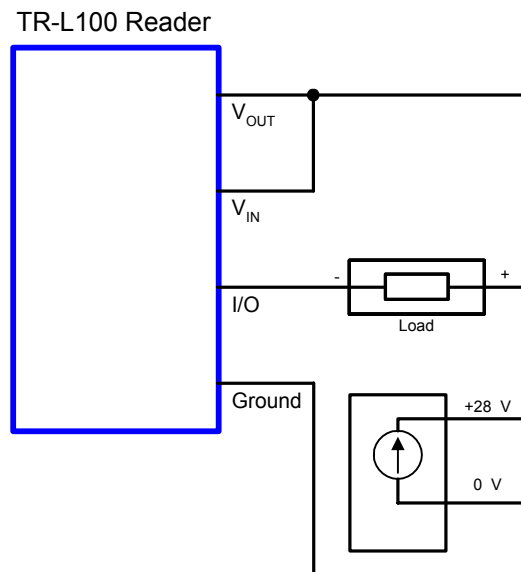 TR-L100 Reader
VOUT
VIN
I/O
- +
Load
Ground
+28 V
0 V